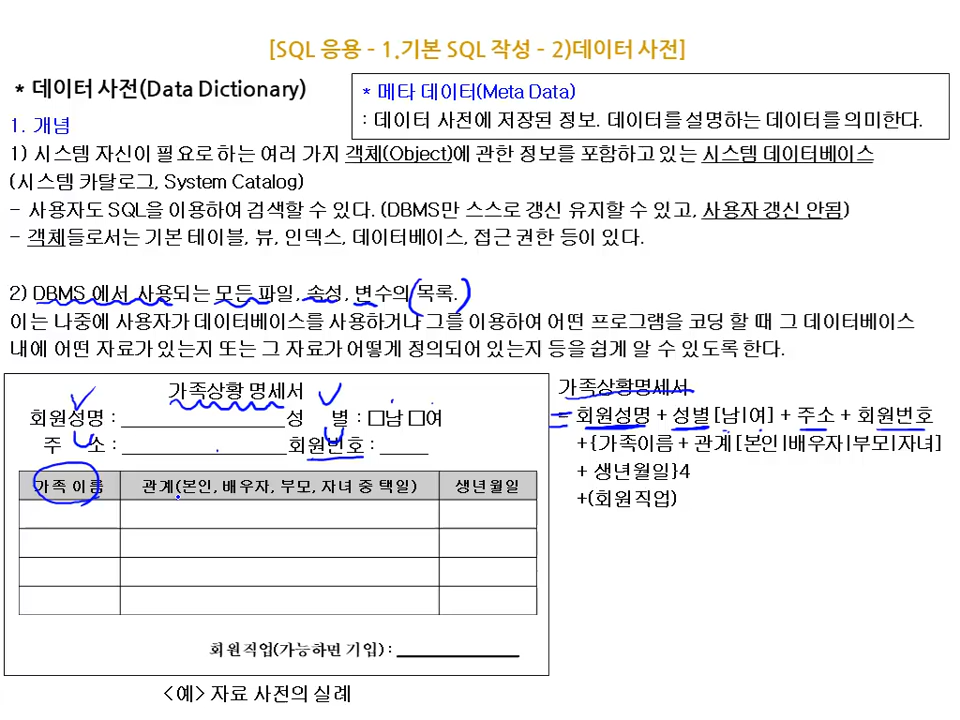 [SQL 응용 - 1.기본 SQL 작성 - 2)데이터 사전]
* 데이터 사전(Data Dictionary)
* 메타 데이터(Meta Data)
: 데이터 사전에 저장된 정보. 데이터를 설명하는 데이터를 의미한다.
1. 개념
1) 시스템 자신이 필요로 하는 여러 가지 객체(Object)에 관한 정보를 포함하고 있는 시스템 데이터베이스
(시스템 카탈로그, System Catalog)
- 사용자도 SQL을 이용하여 검색할 수 있다. (DBMS만 스스로 갱신 유지할 수 있고, 사용자 갱신 안됨)
- 객체들로서는 기본 테이블, 뷰, 인덱스, 데이터베이스, 접근 권한 등이 있다.
2) DBMS 에서 사용되는 모든 파일, 속성, 변수의 목록.
이는 나중에 사용자가 데이터베이스를 사용하거나 그를 이용하여 어떤 프로그램을 코딩 할 때 그 데이터베이스
내에 어떤 자료가 있는지 또는 그 자료가 어떻게 정의되어 있는지 등을 쉽게 알 수 있도록 한다.
가족상황 명세서
회원성명 : 성 별 : □남 □여
주 소 : 회원번호 :
가족 이름 관계(본인, 배우자, 부모, 자녀 중 택일) 생년월일
회원직업(가능하면 기입) :
<예> 자료 사전의 실례
가족상황명세서
= 회원성명 + 성별[남|여] + 주소 + 회원번호
+{가족이름 + 관계[본인|배우자|부모|자녀]
+ 생년월일}4
+(회원직업)